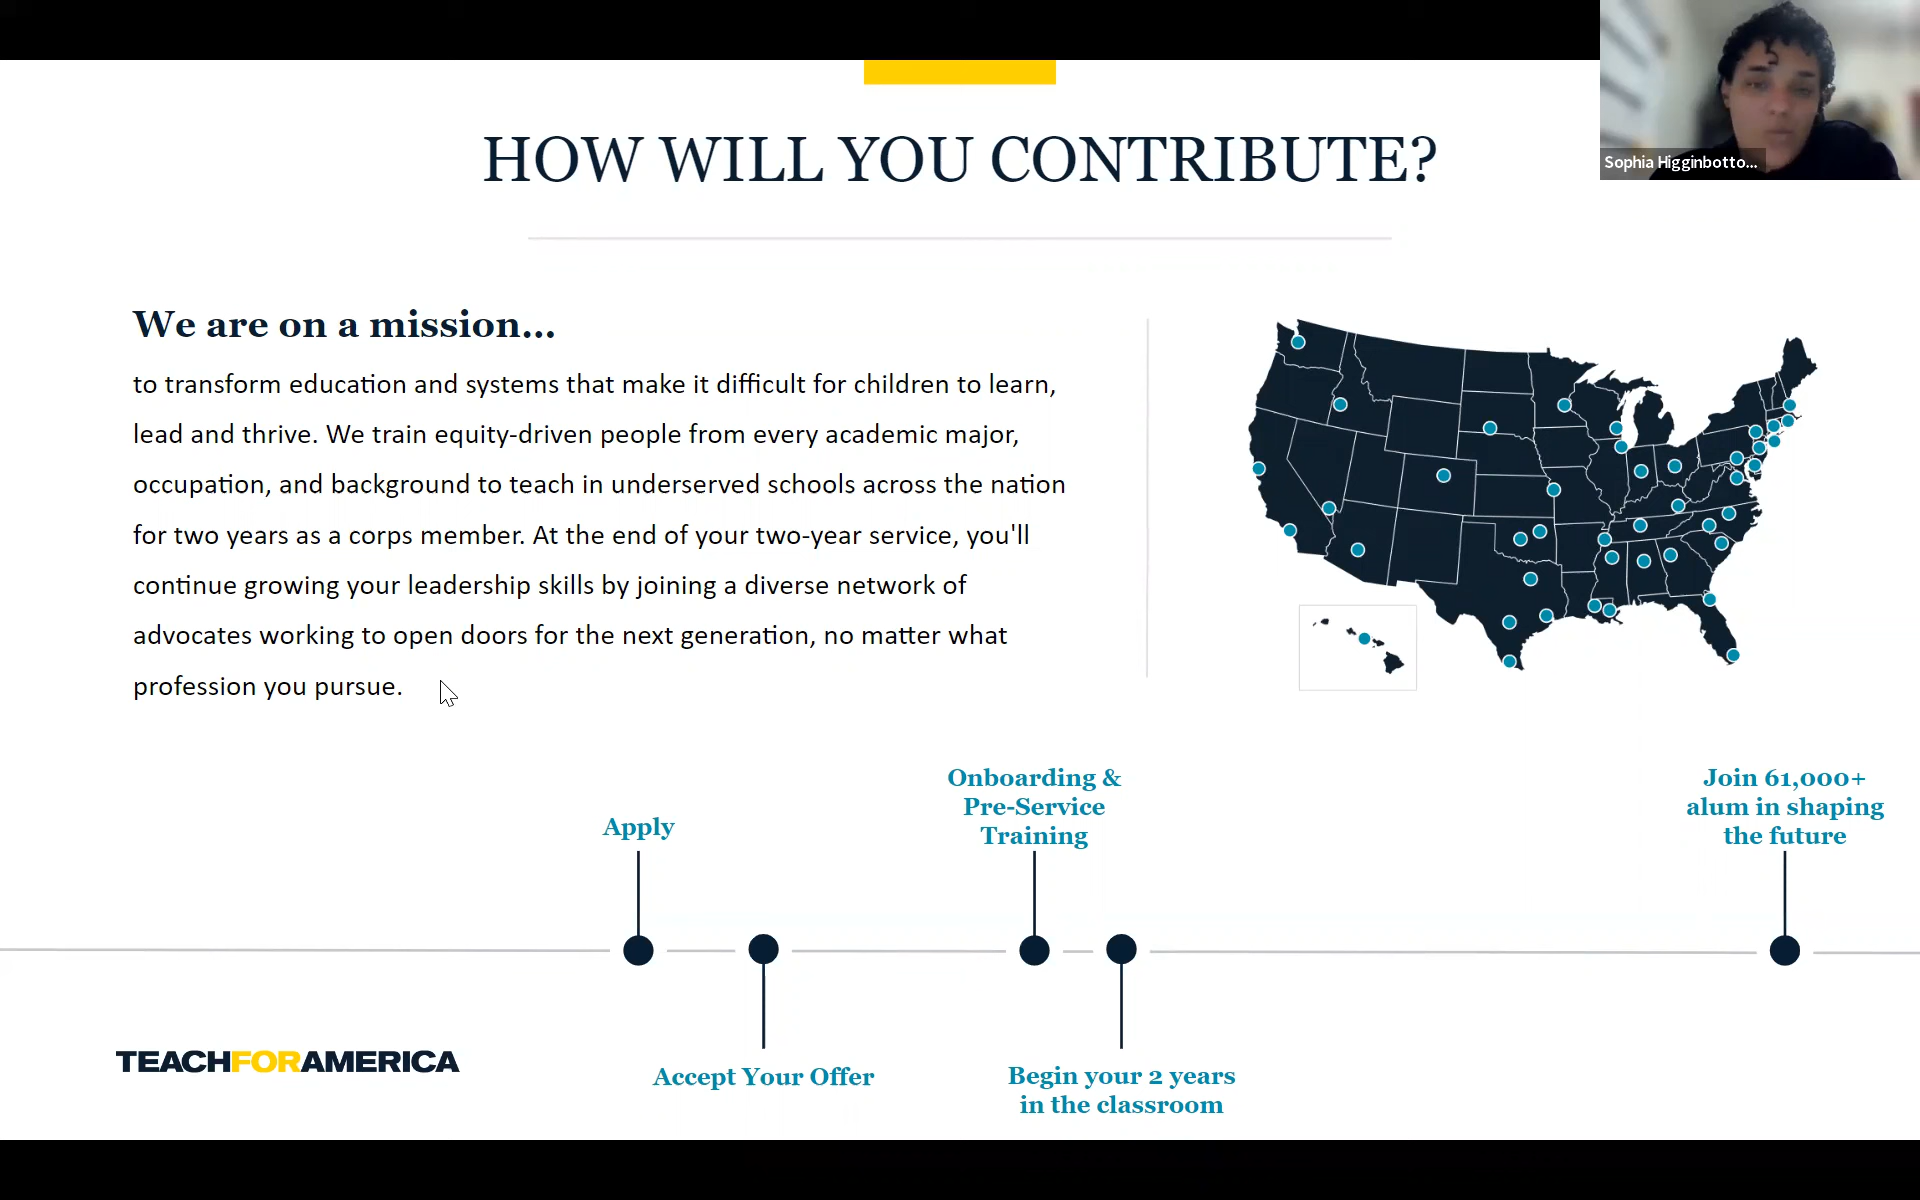 Sophia Higginbotto...
HOW WILL YOU CONTRIBUTE?
We are on a mission...
to transform education and systems that make it difficult for children to learn,
lead and thrive. We train equity-driven people from every academic major,
occupation, and background to teach in underserved schools across the nation
for two years as a corps member. At the end of your two-year service, you'll
continue growing your leadership skills by joining a diverse network of
advocates working to open doors for the next generation, no matter what
profession you pursue.
Apply
Onboarding &
Pre-Service
Training
Join 61,000+
alum in shaping
the future
Accept Your Offer
Begin your 2 years
in the classroom
TEACHFORAMERICA